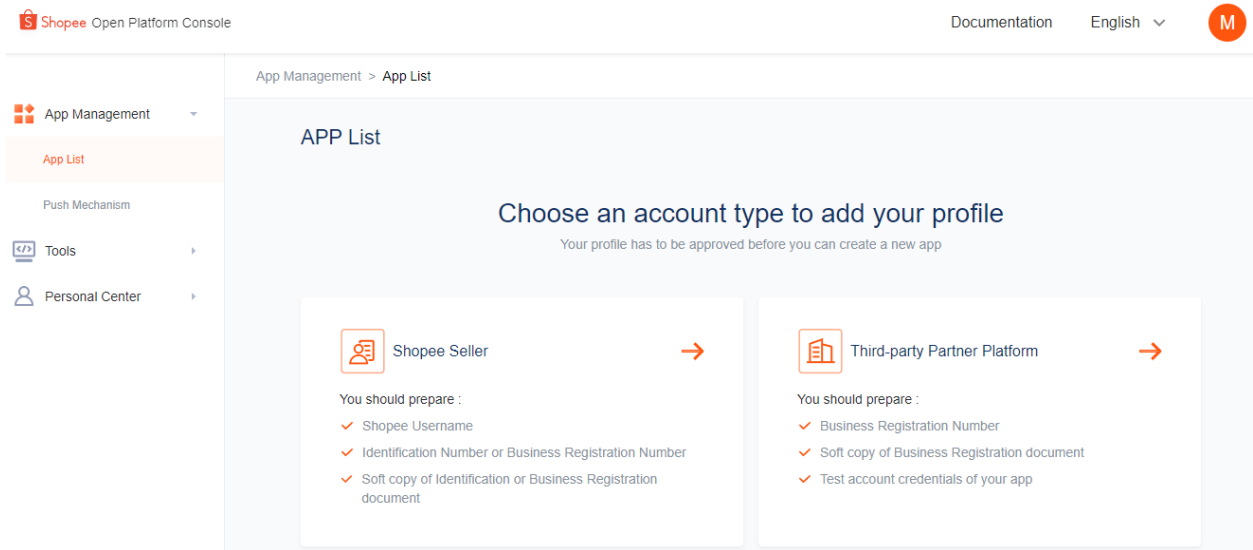 Shopee Open Platform Console
Documentation
English
M
App Management > App List
App Management
App List
Push Mechanism
Tools
Personal Center
APP List
Choose an account type to add your profile
Your profile has to be approved before you can create a new app
Shopee Seller
You should prepare :
Shopee Username
Identification Number or Business Registration Number
Soft copy of Identification or Business Registration
document
Third-party Partner Platform
You should prepare :
Business Registration Number
Soft copy of Business Registration document
Test account credentials of your app